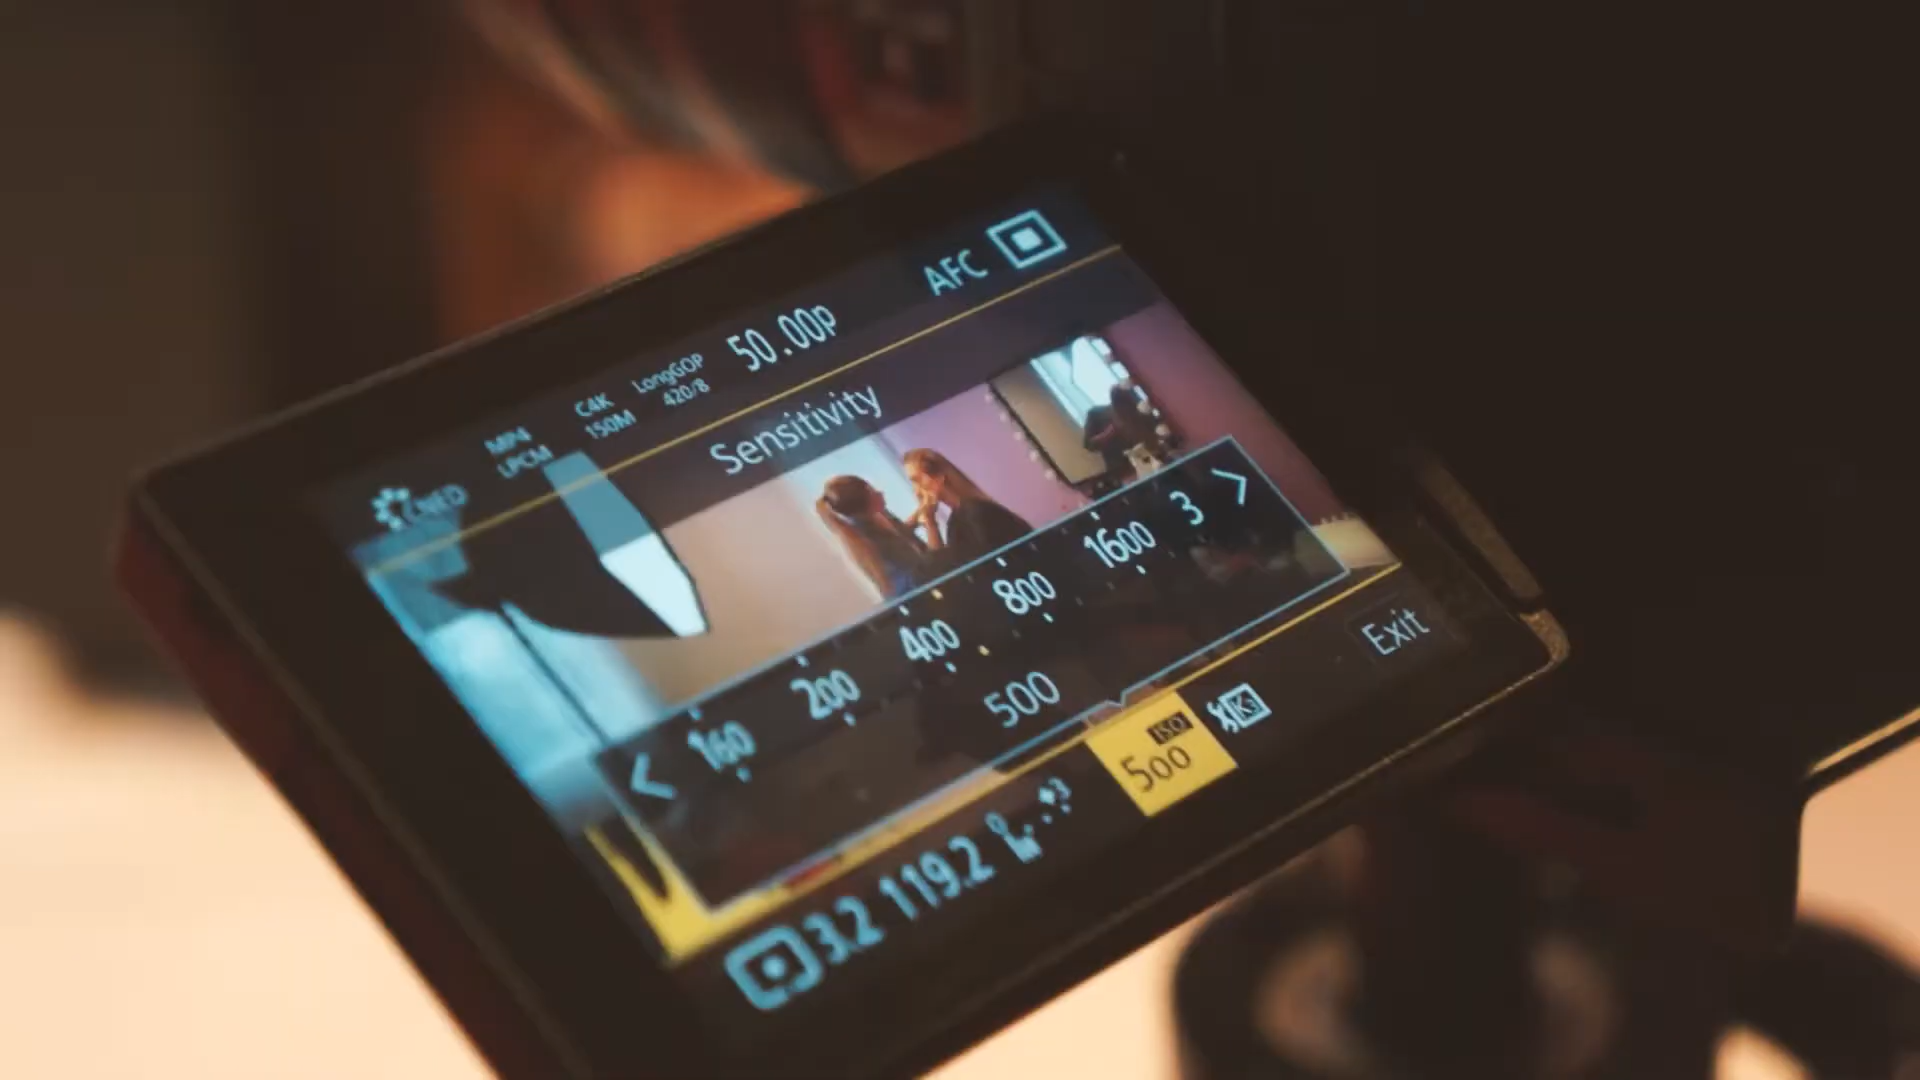 AFC
50.00p
LongGOP
420/8
C4K
150M
MP4
LPCM
Sensitivity
160 200 400 800 1600 3
500
Exit
ISO
500
3.2 119.2